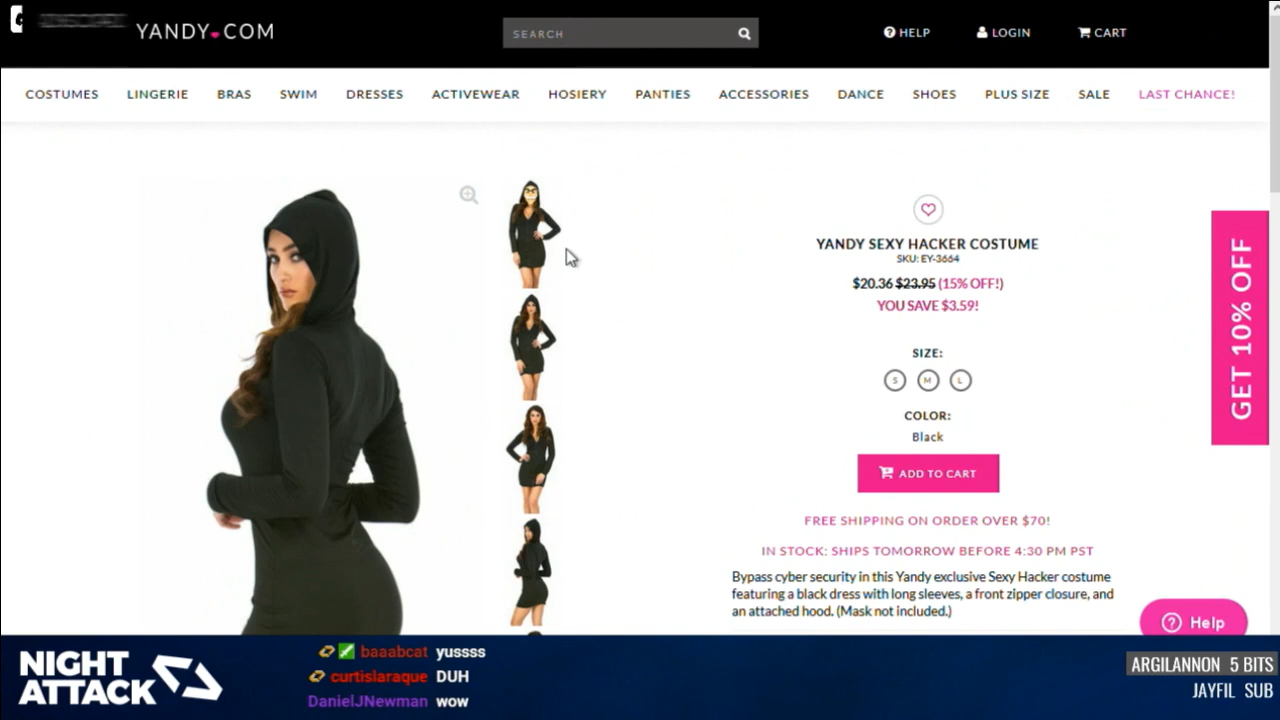 YANDY.COM
SEARCH
HELP
LOGIN
CART
COSTUMES LINGERIE BRAS SWIM DRESSES ACTIVEWEAR HOSIERY PANTIES ACCESSORIES DANCE SHOES PLUS SIZE SALE LAST CHANCE!
YANDY SEXY HACKER COSTUME
SKU: EY-3664
$20.36 $23.95 (15% OFF!)
YOU SAVE $3.59!
SIZE:
S M L
COLOR:
Black
ADD TO CART
FREE SHIPPING ON ORDER OVER $70!
IN STOCK: SHIPS TOMORROW BEFORE 4:30 PM PST
Bypass cyber security in this Yandy exclusive Sexy Hacker costume
featuring a black dress with long sleeves, a front zipper closure, and
an attached hood. (Mask not included.)
GET 10% OFF
Help
NIGHT
ATTACK
baaabcat yussss
curtislaraque DUH
DanielJNewman wow
ARGILANNON 5 BITS
JAYFIL SUB